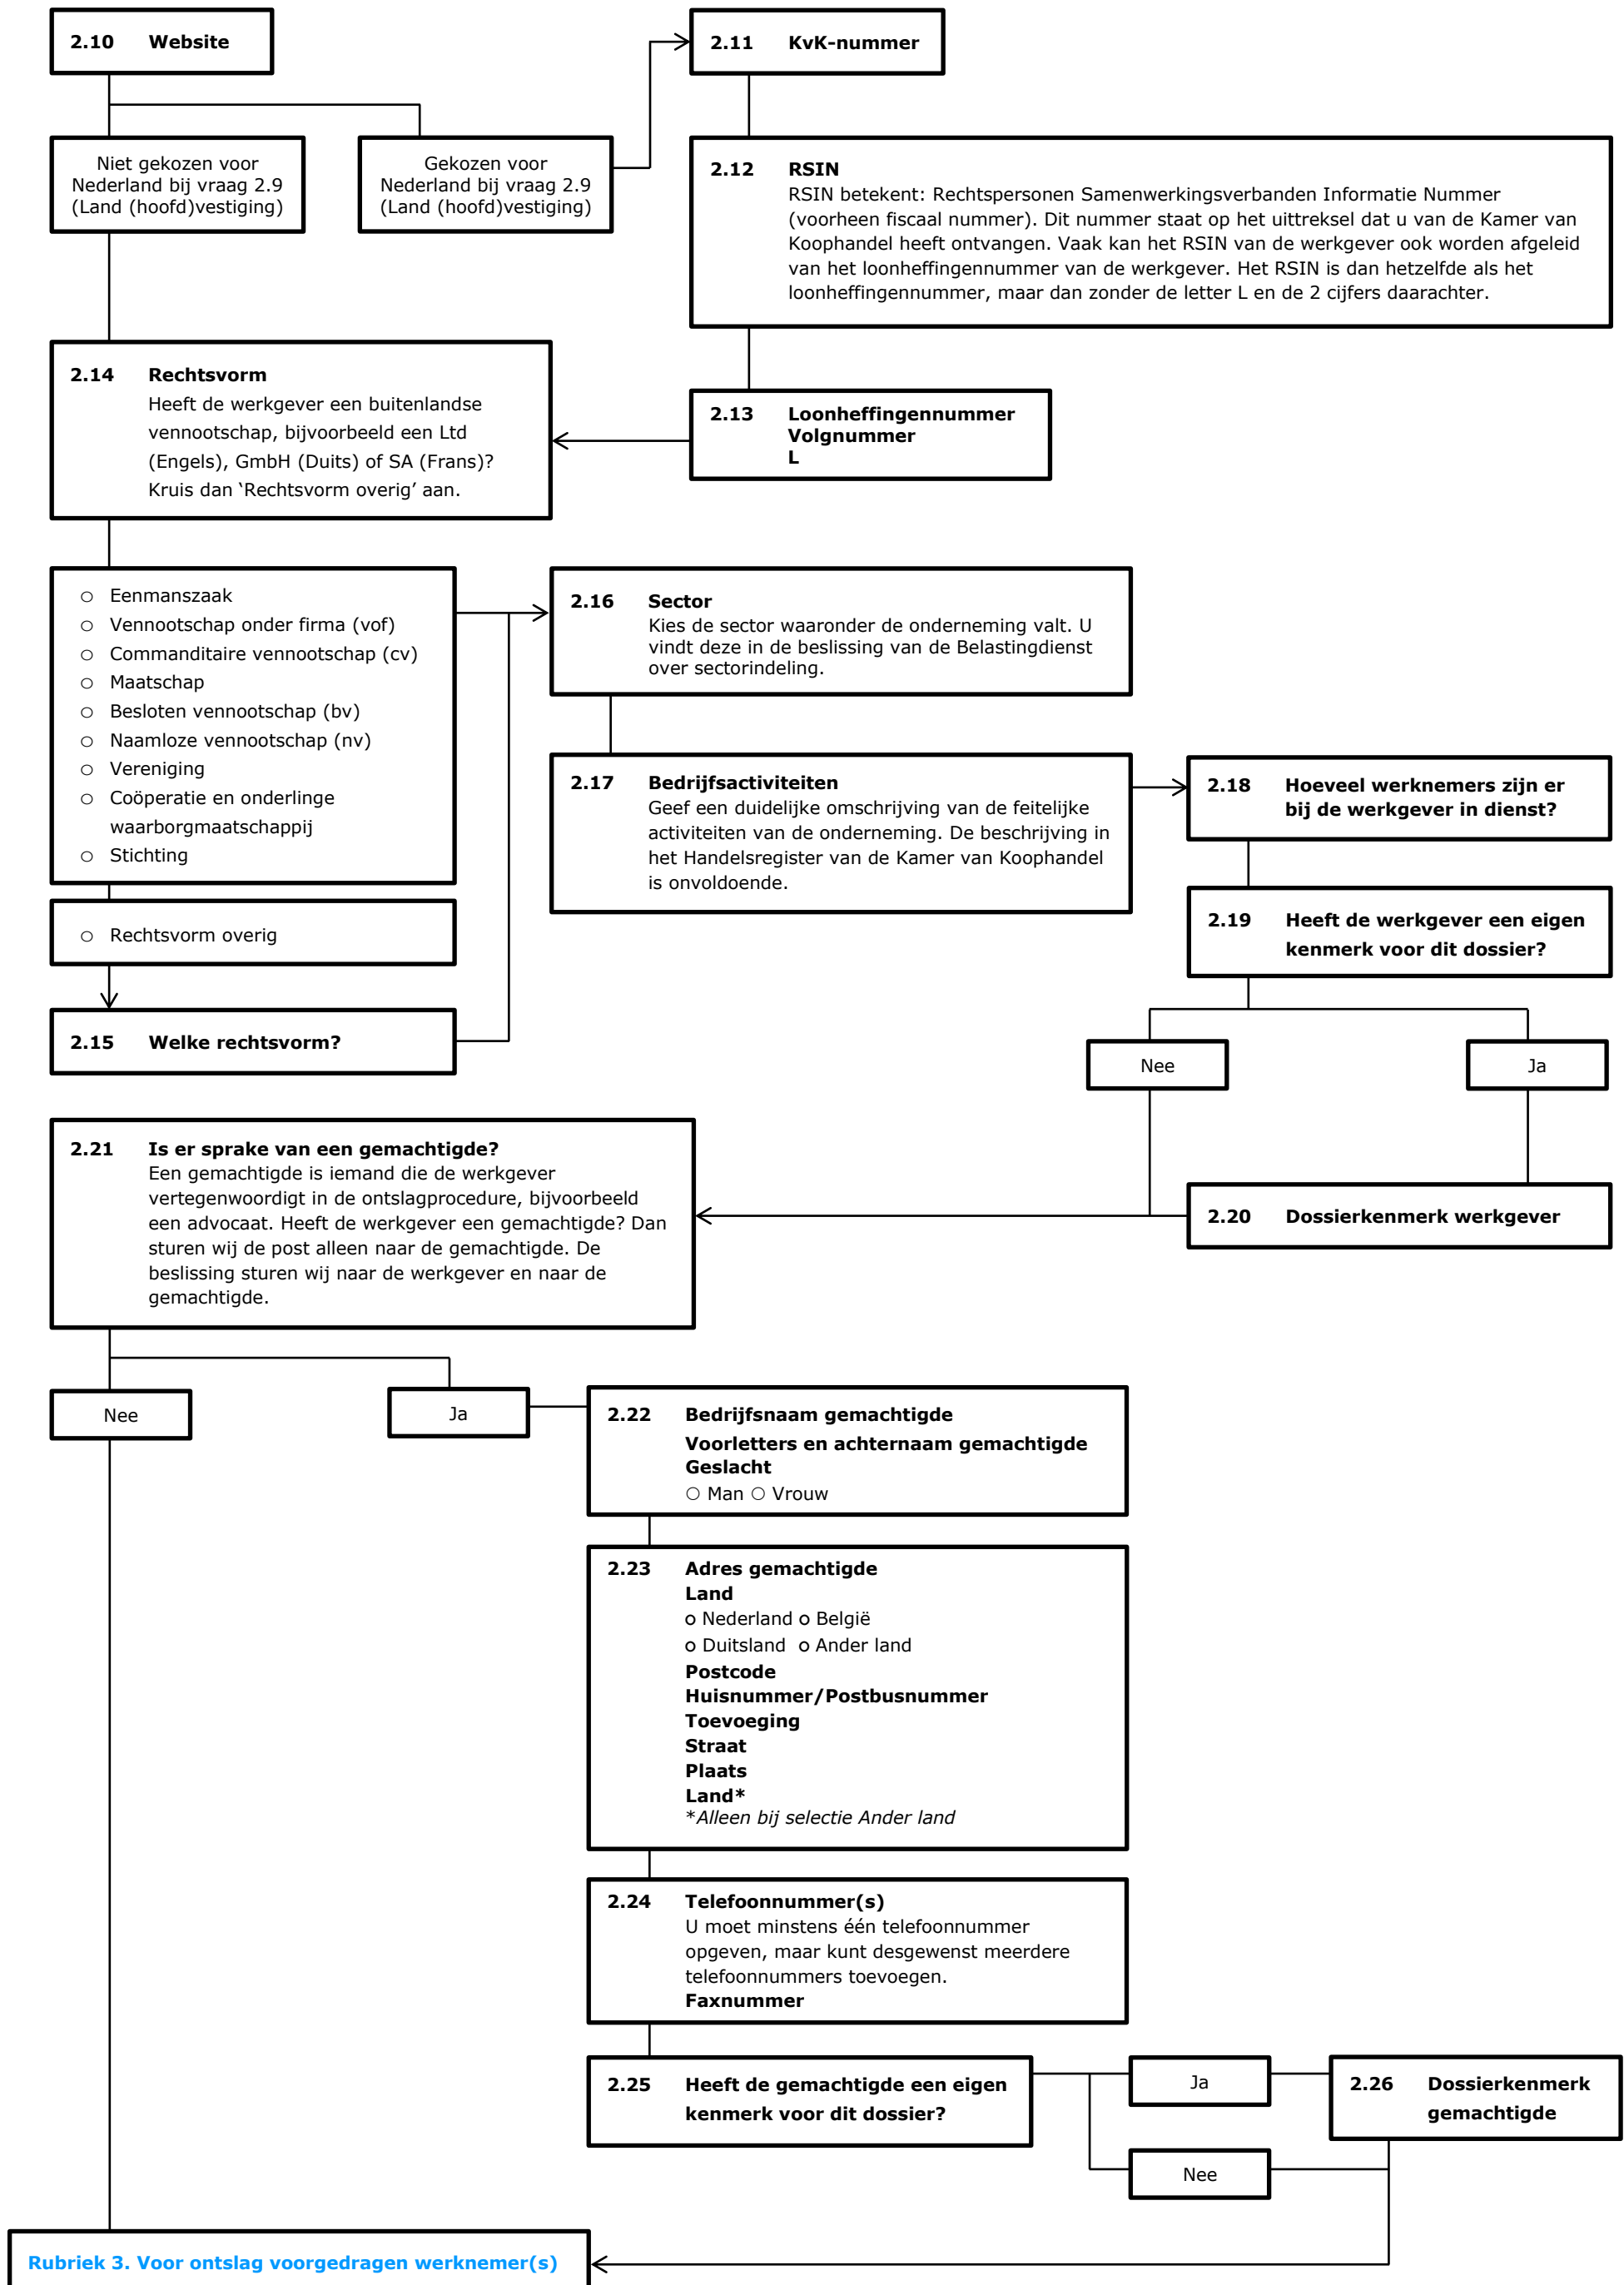 2.10 Website
2.11 KvK-nummer
Niet gekozen voor
Nederland bij vraag 2.9
(Land (hoofd)vestiging)
Gekozen voor
Nederland bij vraag 2.9
(Land (hoofd)vestiging)
2.12 RSIN
RSIN betekent: Rechtspersonen Samenwerkingsverbanden Informatie Nummer
(voorheen fiscaal nummer). Dit nummer staat op het uittreksel dat u van de Kamer van
Koophandel heeft ontvangen. Vaak kan het RSIN van de werkgever ook worden afgeleid
van het loonheffingennummer van de werkgever. Het RSIN is dan hetzelfde als het
loonheffingennummer, maar dan zonder de letter L en de 2 cijfers daarachter.
2.13 Loonheffingennummer
Volgnummer
L
2.14 Rechtsvorm
Heeft de werkgever een buitenlandse
vennootschap, bijvoorbeeld een Ltd
(Engels), GmbH (Duits) of SA (Frans)?
Kruis dan ‘Rechtsvorm overig’ aan.
o Eenmanszaak
o Vennootschap onder firma (vof)
o Commanditaire vennootschap (cv)
o Maatschap
o Besloten vennootschap (bv)
o Naamloze vennootschap (nv)
o Vereniging
o Coöperatie en onderlinge
waarborgmaatschappij
o Stichting
o Rechtsvorm overig
2.15 Welke rechtsvorm?
2.16 Sector
Kies de sector waaronder de onderneming valt. U
vindt deze in de beslissing van de Belastingdienst
over sectorindeling.
2.17 Bedrijfsactiviteiten
Geef een duidelijke omschrijving van de feitelijke
activiteiten van de onderneming. De beschrijving in
het Handelsregister van de Kamer van Koophandel
is onvoldoende.
2.18 Hoeveel werknemers zijn er
bij de werkgever in dienst?
2.19 Heeft de werkgever een eigen
kenmerk voor dit dossier?
Nee
Ja
2.20 Dossierkenmerk werkgever
2.21 Is er sprake van een gemachtigde?
Een gemachtigde is iemand die de werkgever
vertegenwoordigt in de ontslagprocedure, bijvoorbeeld
een advocaat. Heeft de werkgever een gemachtigde? Dan
sturen wij de post alleen naar de gemachtigde. De
beslissing sturen wij naar de werkgever en naar de
gemachtigde.
Nee
Ja
2.22 Bedrijfsnaam gemachtigde
Voorletters en achternaam gemachtigde
Geslacht
○ Man ○ Vrouw
2.23 Adres gemachtigde
Land
o Nederland o België
o Duitsland o Ander land
Postcode
Huisnummer/Postbusnummer
Toevoeging
Straat
Plaats
Land*
*Alleen bij selectie Ander land
2.24 Telefoonnummer(s)
U moet minstens één telefoonnummer
opgeven, maar kunt desgewenst meerdere
telefoonnummers toevoegen.
Faxnummer
2.25 Heeft de gemachtigde een eigen
kenmerk voor dit dossier?
Ja
Nee
2.26 Dossierkenmerk
gemachtigde
Rubriek 3. Voor ontslag voorgedragen werknemer(s)